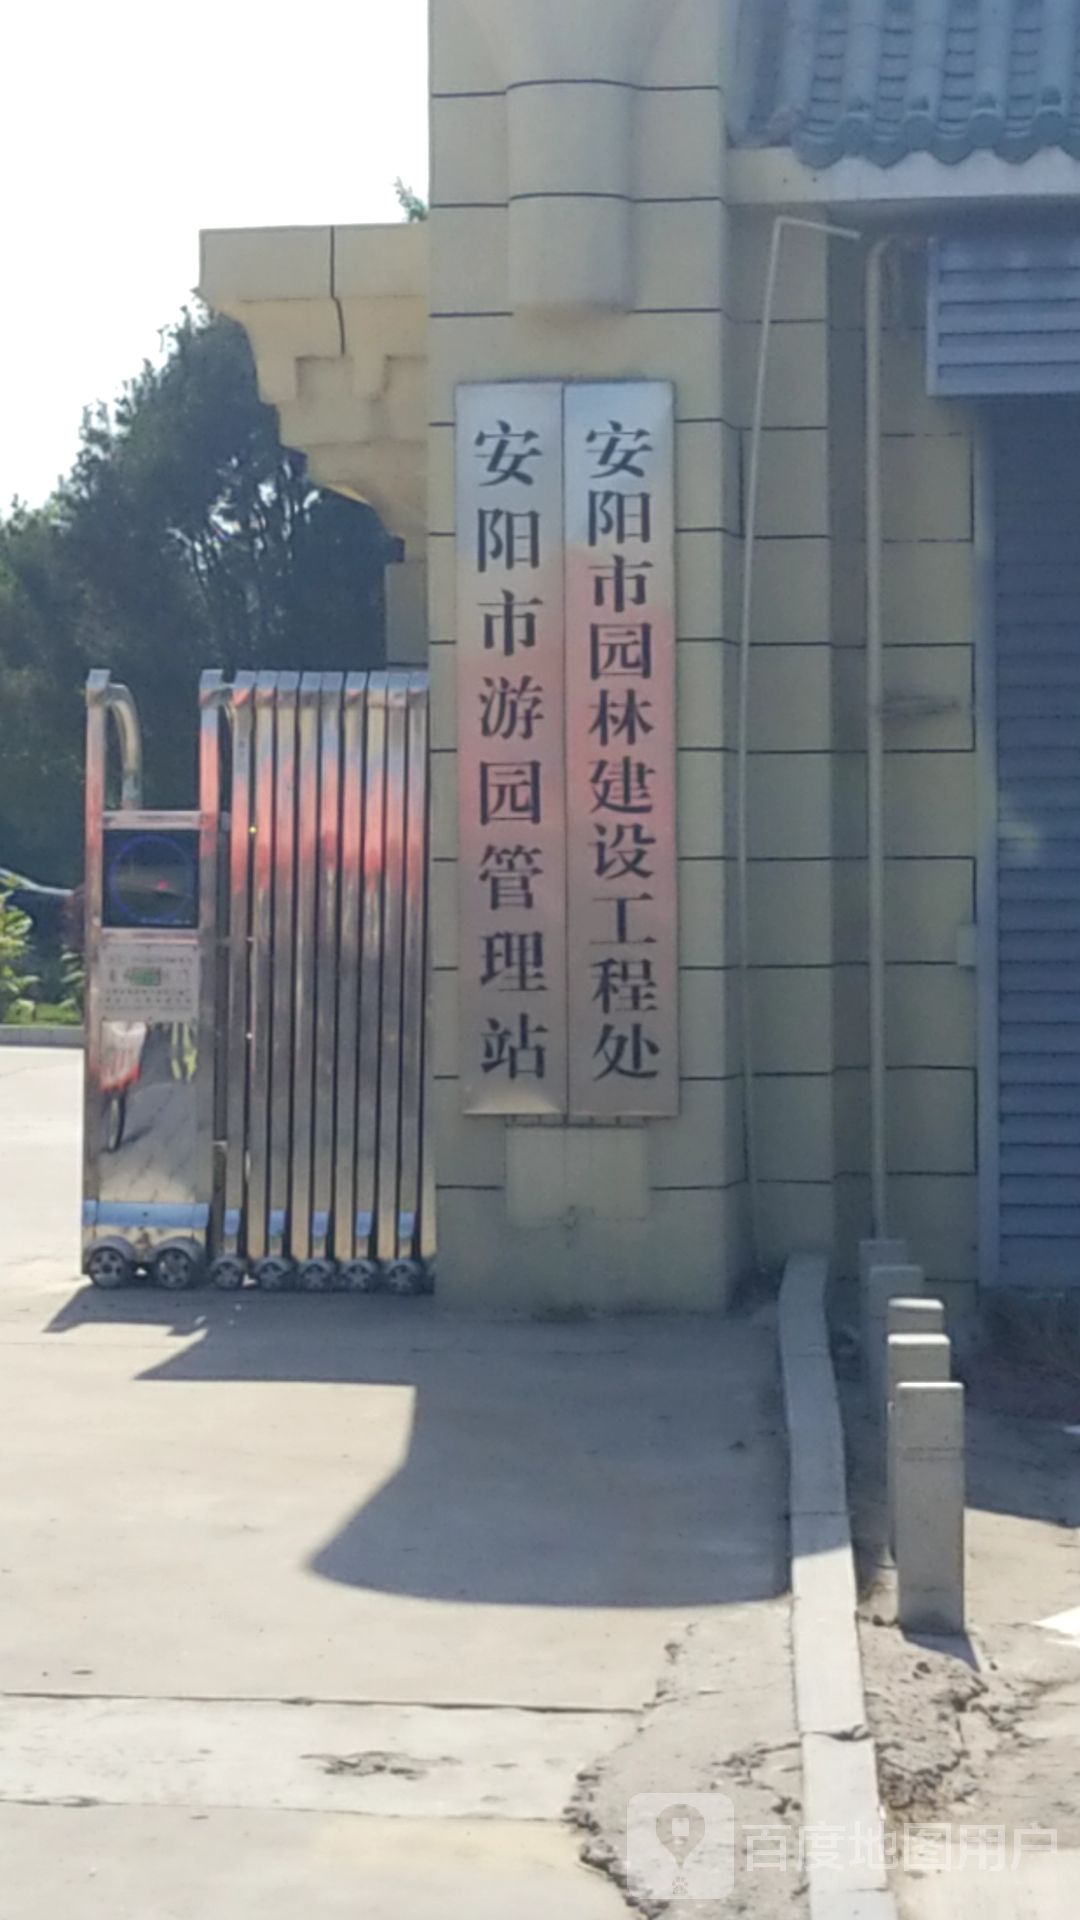 安阳市园林建设工程处
安阳市游园管理站
百度地图用户